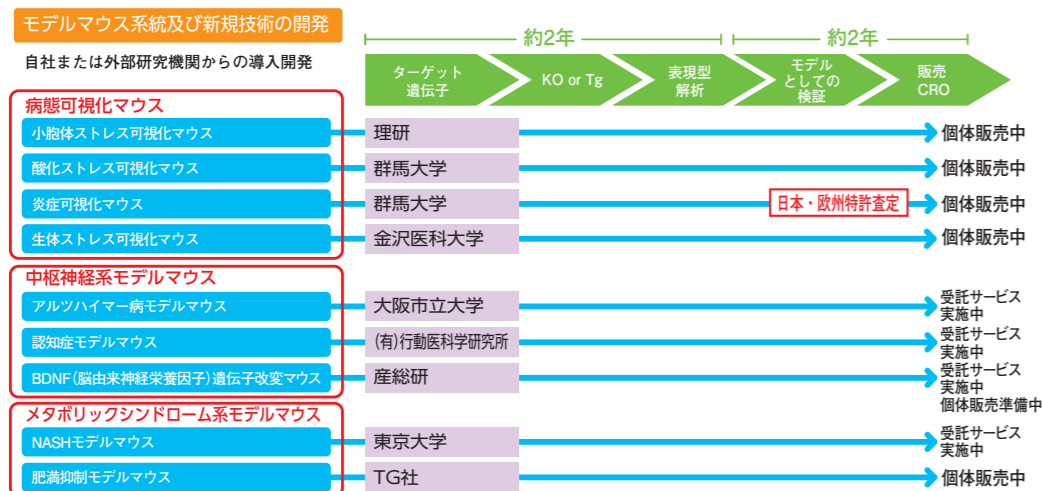 モデルマウス系統及び新規技術の開発
自社または外部研究機関からの導入開発
約2年
約2年
ターゲット
遺伝子
KO or Tg
表現型
解析
モデル
としての
検証
販売
CRO
病態可視化マウス
小胞体ストレス可視化マウス
理研
個体販売中
酸化ストレス可視化マウス
群馬大学
個体販売中
炎症可視化マウス
群馬大学
日本・欧州特許査定
個体販売中
生体ストレス可視化マウス
金沢医科大学
個体販売中
中枢神経系モデルマウス
アルツハイマー病モデルマウス
大阪市立大学
受託サービス
実施中
認知症モデルマウス
(有)行動医科学研究所
受託サービス
実施中
BDNF(脳由来神経栄養因子)遺伝子改変マウス
産総研
受託サービス
実施中
個体販売準備中
メタボリックシンドローム系モデルマウス
NASHモデルマウス
東京大学
受託サービス
実施中
肥満抑制モデルマウス
TG社
個体販売中